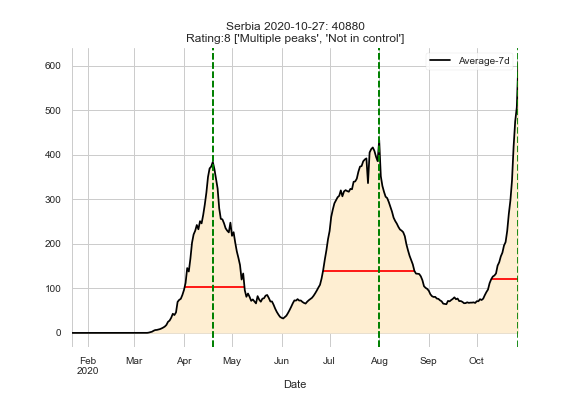 Serbia 2020-10-27: 40880
Rating:8 ['Multiple peaks', 'Not in control']
Average-7d
600
500
400
300
200
100
0
Feb Mar Apr May Jun Jul Aug Sep Oct
2020
Date